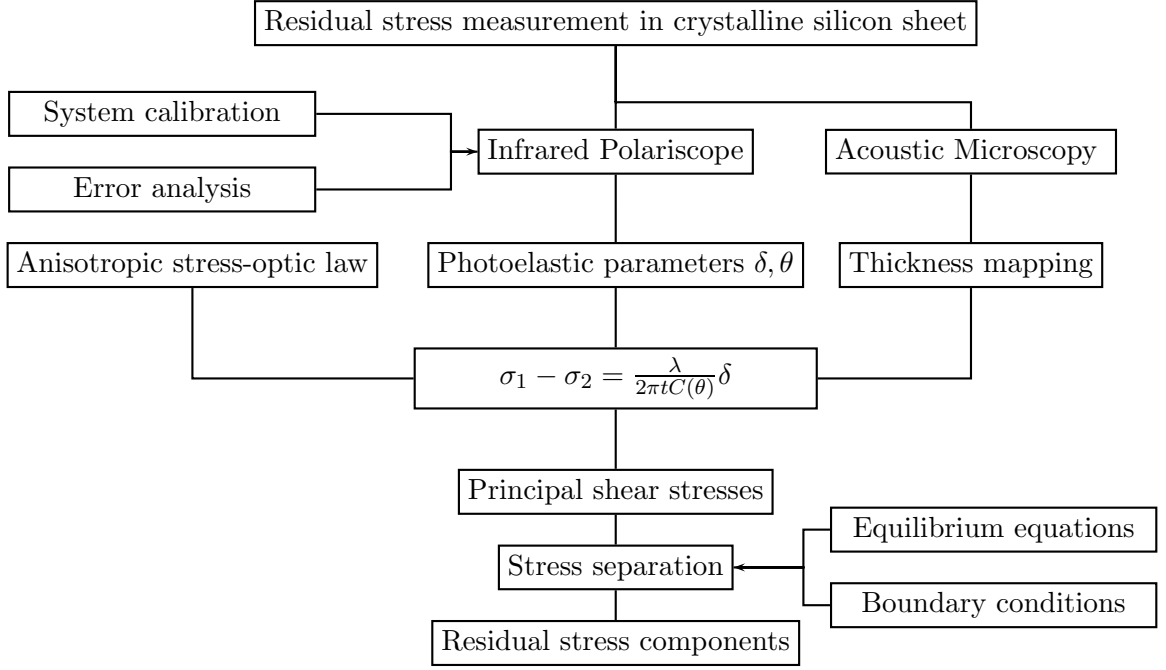 Residual stress measurement in crystalline silicon sheet
System calibration
Infrared Polariscope
Acoustic Microscopy
Error analysis
Anisotropic stress-optic law
Photoelastic parameters δ, θ
Thickness mapping
σ₁ − σ₂ = λ/(2πtC(θ)) δ
Principal shear stresses
Equilibrium equations
Stress separation
Boundary conditions
Residual stress components